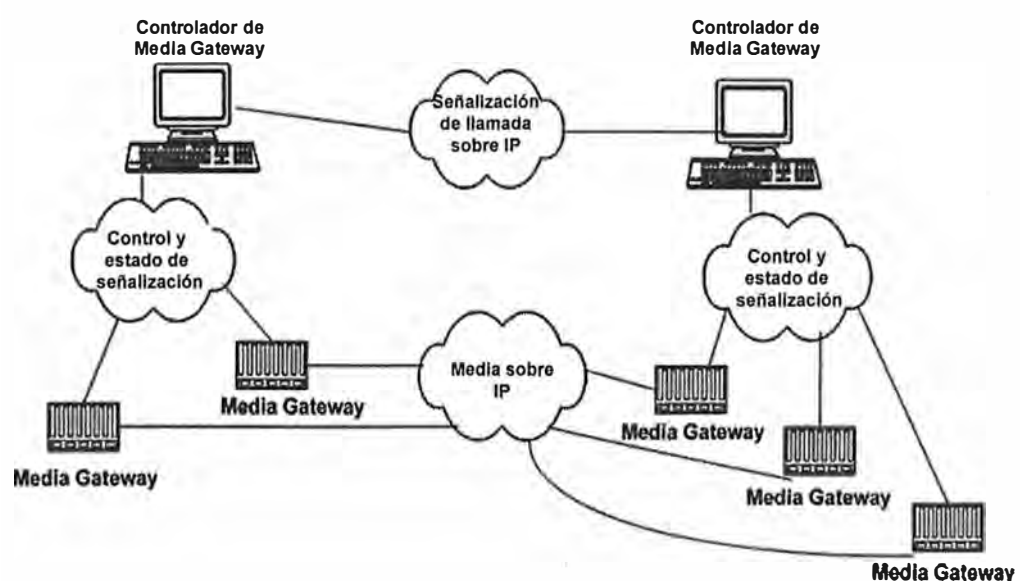 Controlador de
Media Gateway
Controlador de
Media Gateway
Señalización
de llamada
sobre IP
Control y
estado de
señalización
Control y
estado de
señalización
Media sobre
IP
Media Gateway
Media Gateway
Media Gateway
Media Gateway
Media Gateway